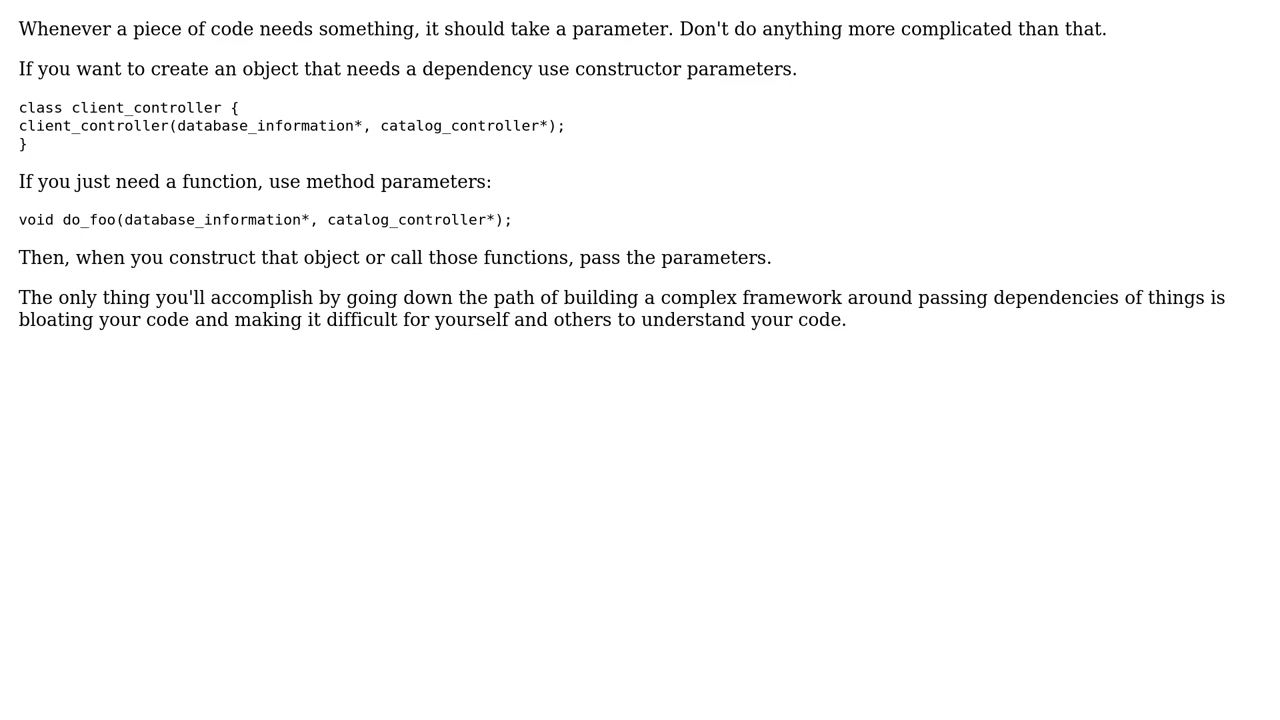 Whenever a piece of code needs something, it should take a parameter. Don't do anything more complicated than that.
If you want to create an object that needs a dependency use constructor parameters.
class client_controller {
client_controller(database_information*, catalog_controller*);
}
If you just need a function, use method parameters:
void do_foo(database_information*, catalog_controller*);
Then, when you construct that object or call those functions, pass the parameters.
The only thing you'll accomplish by going down the path of building a complex framework around passing dependencies of things is
bloating your code and making it difficult for yourself and others to understand your code.